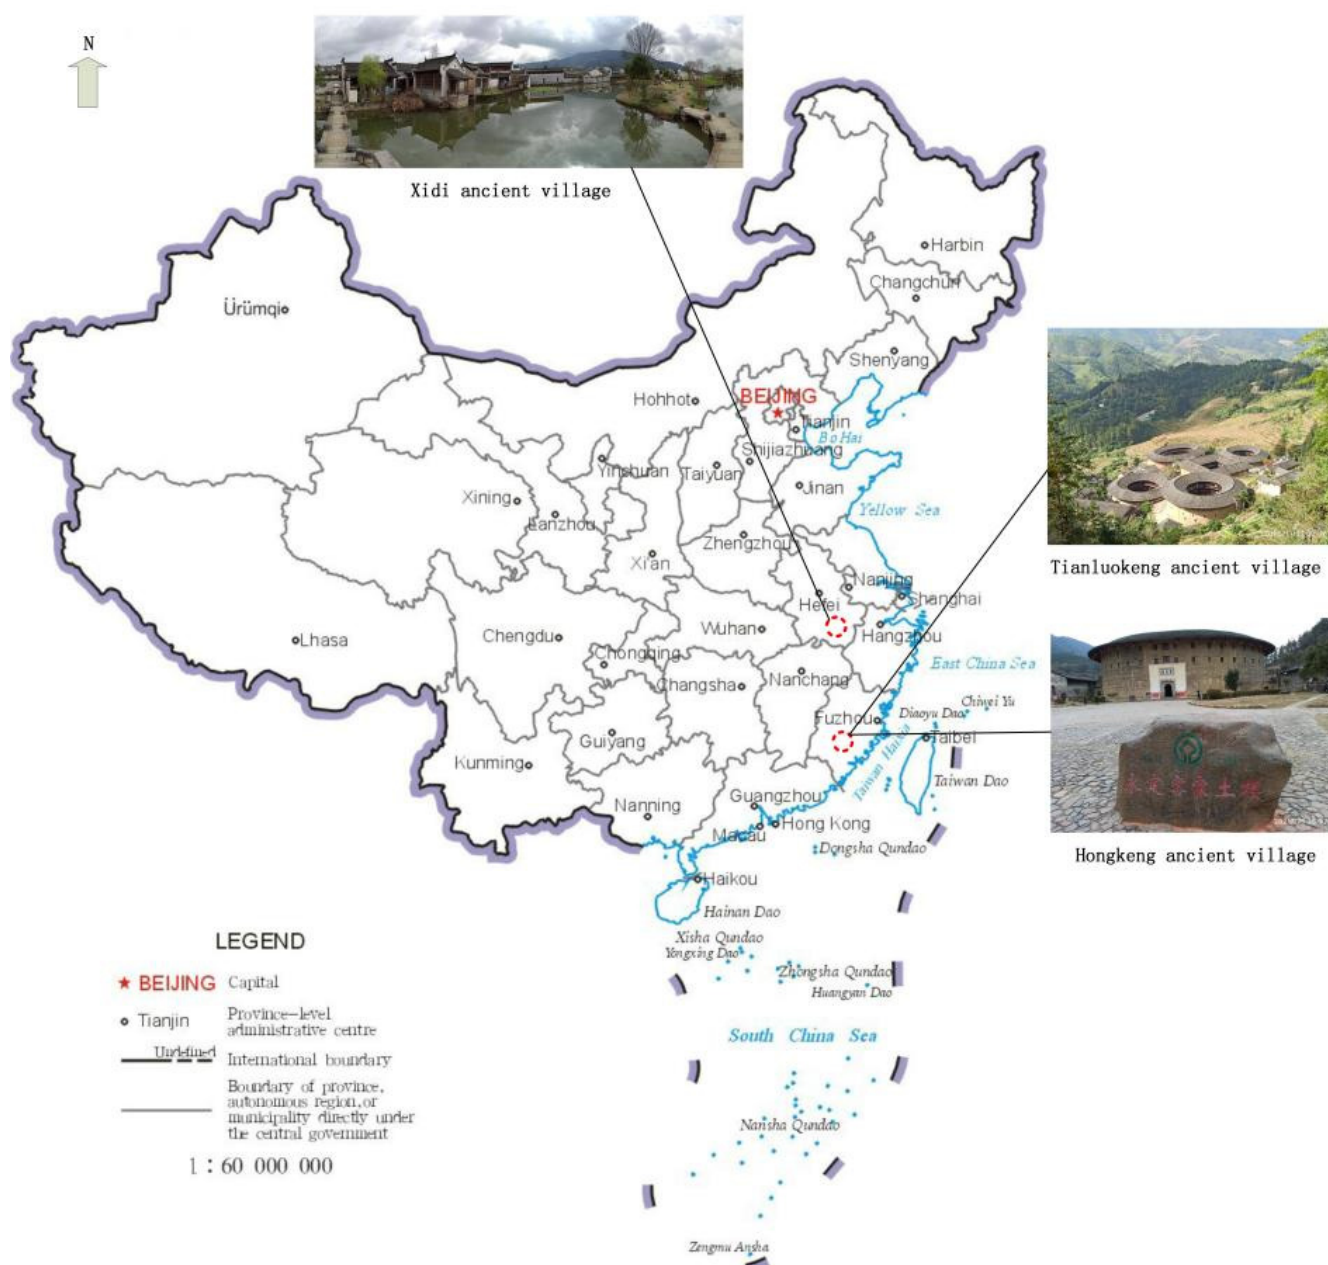 N
Xidi ancient village
Harbin
Changchun
Ürümqi
Shenyang
Hohhot
BEIJING
Tianjin
Bo Hai
Shijiazhuang
Yinchuan
Taiyuan
Xining
Jinan
Lanzhou
Yellow Sea
Zhengzhou
Xi'an
Tianluokeng ancient village
Nanjing
Hefei
Shanghai
Lhasa
Chengdu
Wuhan
Hangzhou
Chongqing
East China Sea
Nanchang
Changsha
Chiwei Yu
Diaoyu Dao
Fuzhou
Guiyang
Taibei
Taiwan Haixia
Kunming
Taiwan Dao
Guangzhou
Nanning
Hong Kong
Macau
Dongsha Qundao
Hongkeng ancient village
Haikou
Hainan Dao
Xisha Qundao
Yongxing Dao
Zhongsha Qundao
Huangyan Dao
South China Sea
Nansha Qundao
Zengmu Ansha
LEGEND
BEIJING Capital
Tianjin Province-level
administrative centre
Undefined International boundary
Boundary of province,
autonomous region,or
municipality directly under
the central government
1:60 000 000